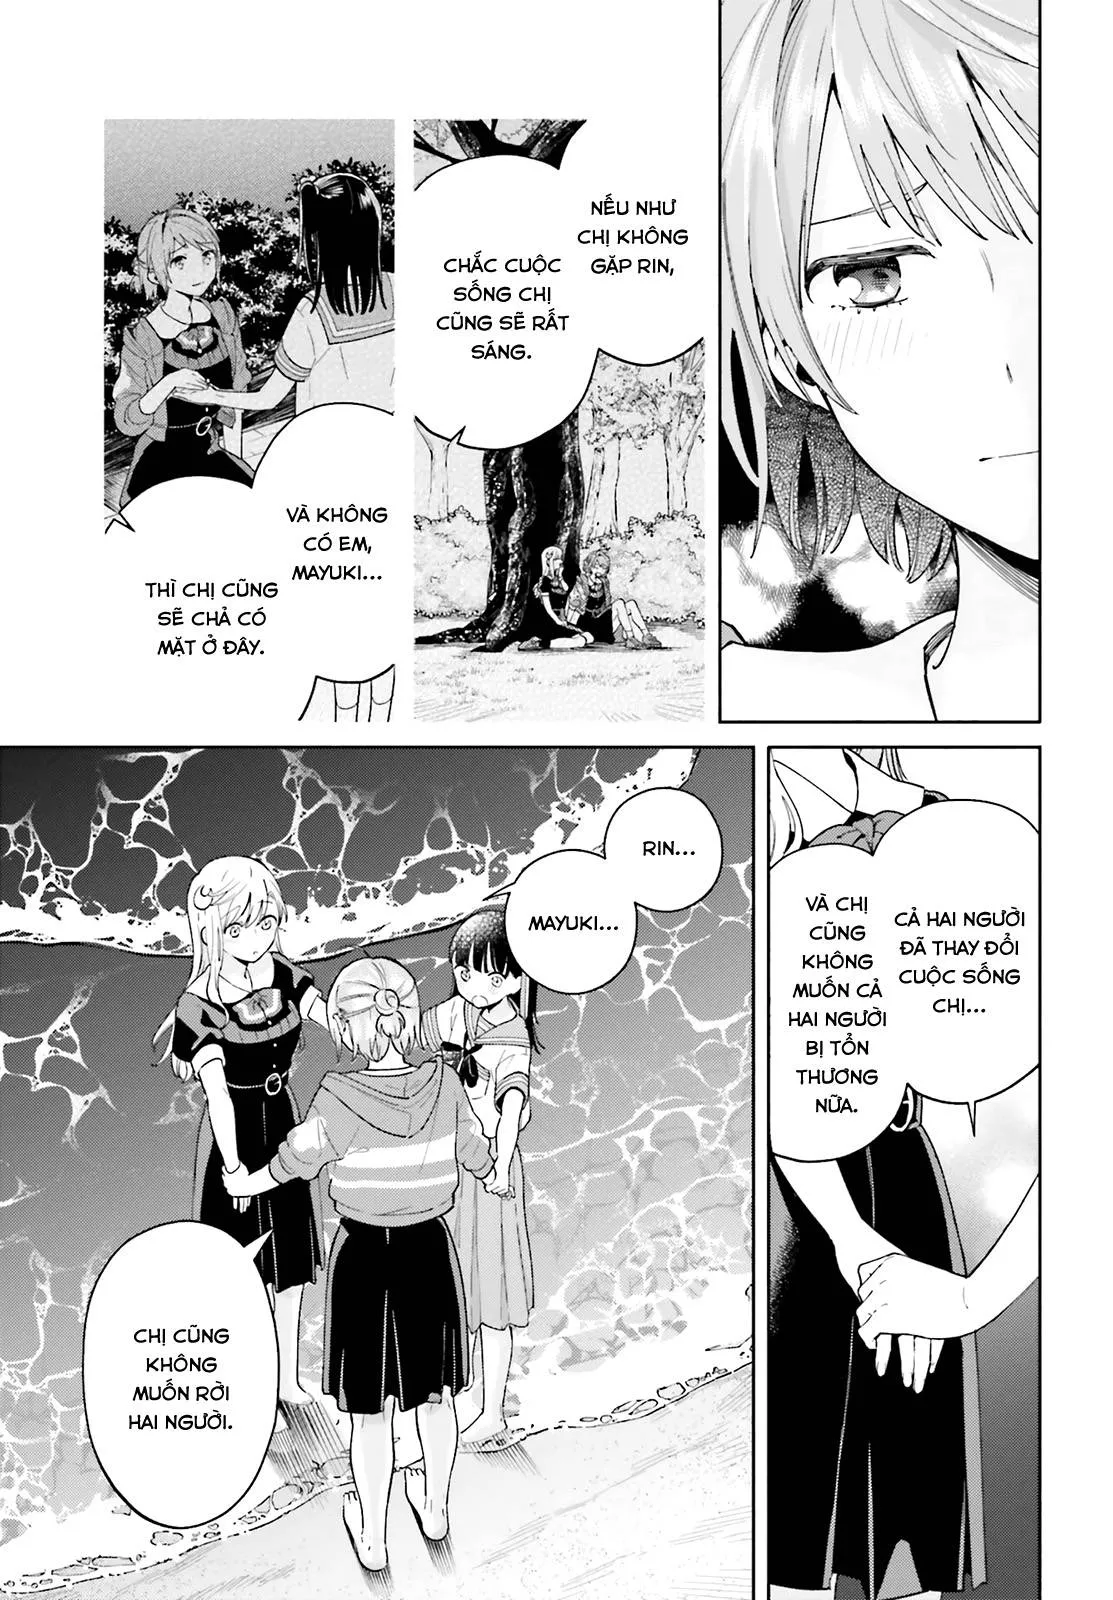 NẾU NHƯ
CHỊ KHÔNG
GẶP RIN,
CHẮC CUỘC
SỐNG CHỊ
CŨNG SẼ RẤT
SÁNG.
VÀ KHÔNG
CÓ EM,
MAYUKI...
THÌ CHỊ CŨNG
SẼ CHẢ CÓ
MẶT Ở ĐÂY.
CẢ HAI NGƯỜI
ĐÃ THAY ĐỔI
CUỘC SỐNG
CHỊ...
VÀ CHỊ
CŨNG
KHÔNG
MUỐN CẢ
HAI NGƯỜI
BỊ TỔN
THƯƠNG
NỮA.
RIN...
MAYUKI...
CHỊ CŨNG
KHÔNG
MUỐN RỜI
HAI NGƯỜI.